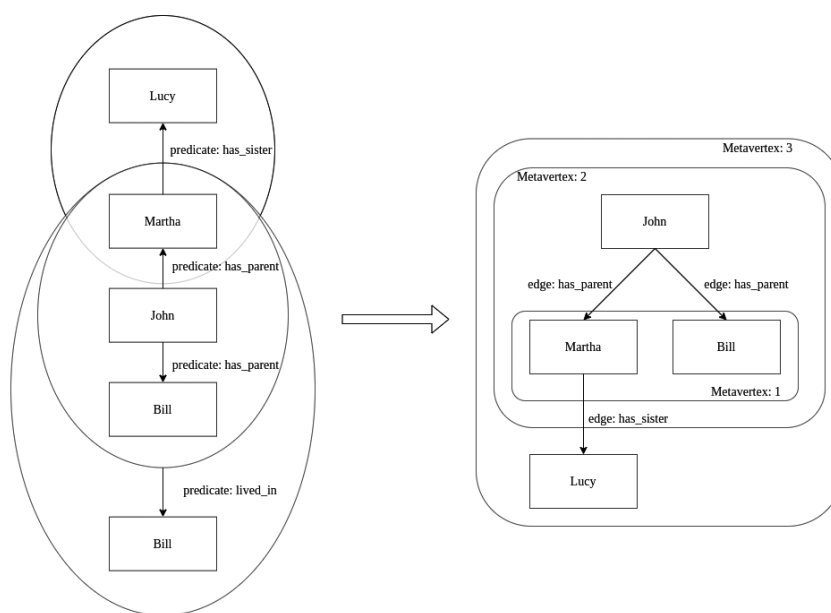 Lucy
predicate: has_sister
Martha
predicate: has_parent
John
predicate: has_parent
Bill
predicate: lived_in
Bill
Metavertex: 3
Metavertex: 2
John
edge: has_parent
edge: has_parent
Martha
Bill
Metavertex: 1
edge: has_sister
Lucy